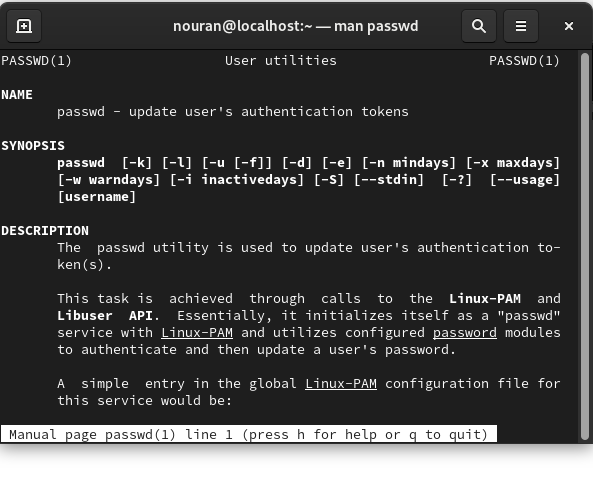 nouran@localhost:~ — man passwd
PASSWD(1) User utilities PASSWD(1)
NAME
passwd - update user's authentication tokens
SYNOPSIS
passwd [-k] [-l] [-u [-f]] [-d] [-e] [-n mindays] [-x maxdays]
[-w warndays] [-i inactivedays] [-S] [--stdin] [-?] [--usage]
[username]
DESCRIPTION
The passwd utility is used to update user's authentication to-
ken(s).
This task is achieved through calls to the Linux-PAM and
Libuser API. Essentially, it initializes itself as a "passwd"
service with Linux-PAM and utilizes configured password modules
to authenticate and then update a user's password.
A simple entry in the global Linux-PAM configuration file for
this service would be:
Manual page passwd(1) line 1 (press h for help or q to quit)